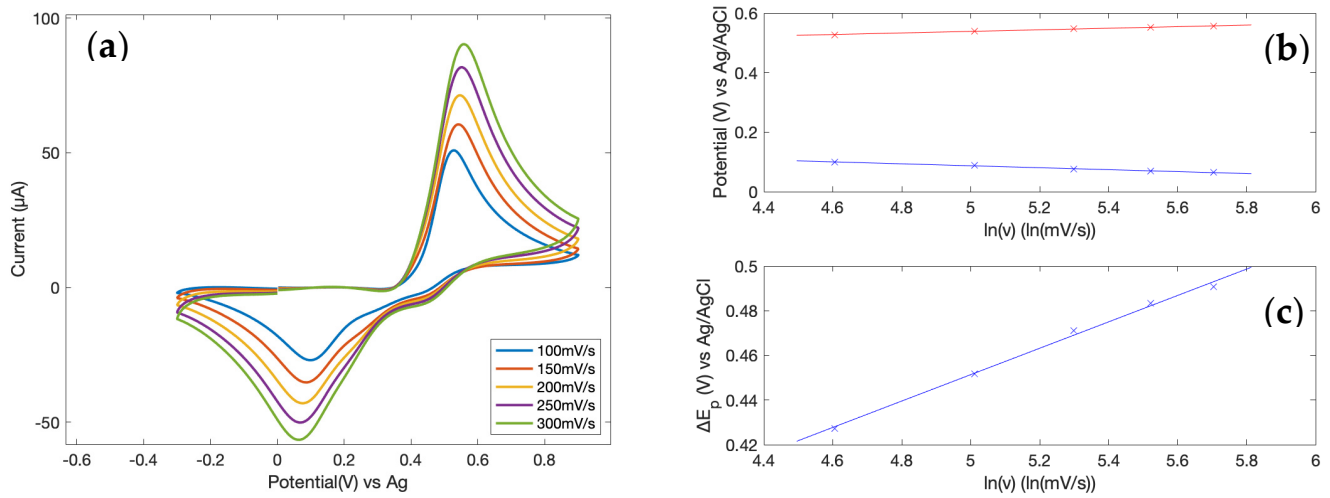 (a)
100
50
0
-50
-0.6
-0.4
-0.2
0
0.2
0.4
0.6
0.8
Current (µA)
Potential(V) vs Ag
100mV/s
150mV/s
200mV/s
250mV/s
300mV/s
(b)
0.6
0.4
0.2
0
4.4
4.6
4.8
5
5.2
5.4
5.6
5.8
6
Potential (V) vs Ag/AgCl
ln(v) (ln(mV/s))
(c)
0.5
0.48
0.46
0.44
0.42
4.4
4.6
4.8
5
5.2
5.4
5.6
5.8
6
ΔE_p (V) vs Ag/AgCl
ln(v) (ln(mV/s))